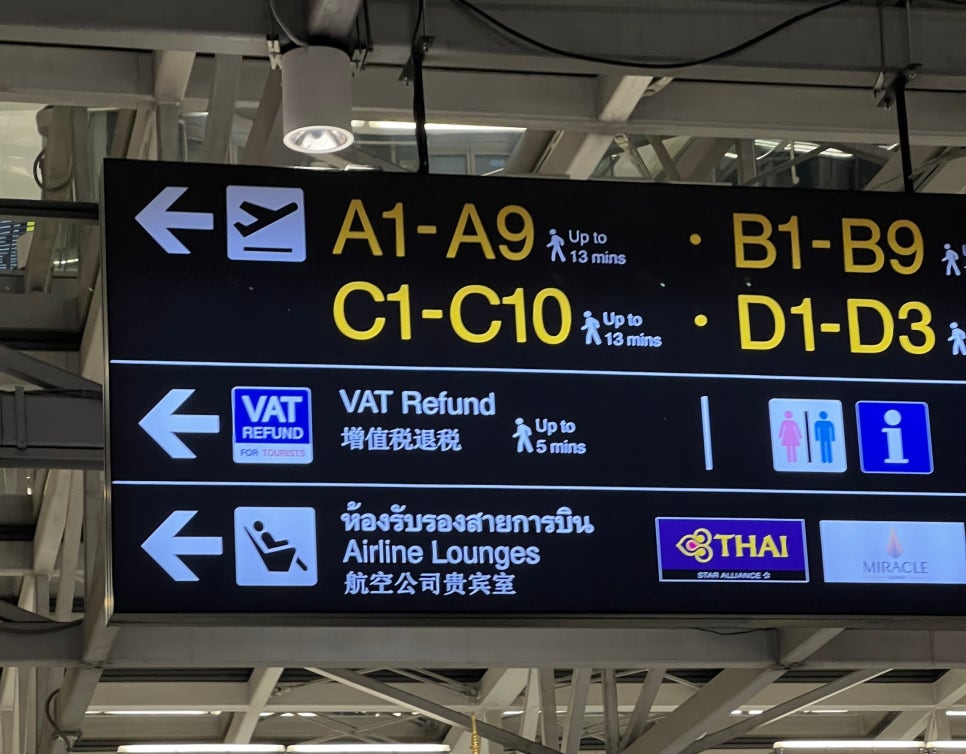 A1-A9 Up to 13 mins • B1-B9
C1-C10 Up to 13 mins • D1-D3
VAT REFUND FOR TOURISTS
VAT Refund
增值税退税
Up to 5 mins
ห้องรับรองสายการบิน
Airline Lounges
航空公司贵宾室
THAI
STAR ALLIANCE
MIRACLE